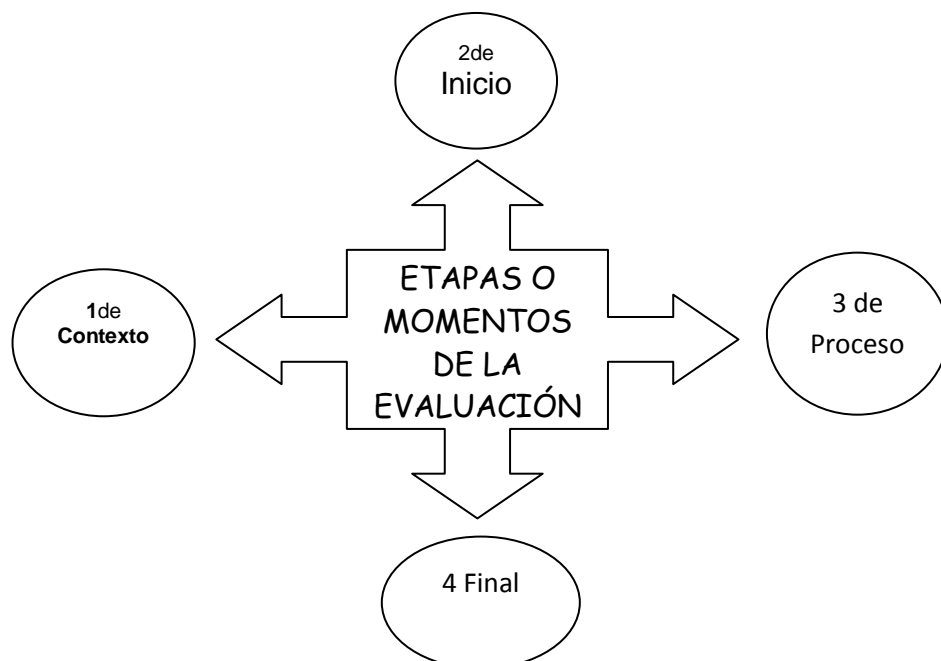 2de
Inicio
1de
Contexto
ETAPAS O
MOMENTOS
DE LA
EVALUACIÓN
3 de
Proceso
4 Final